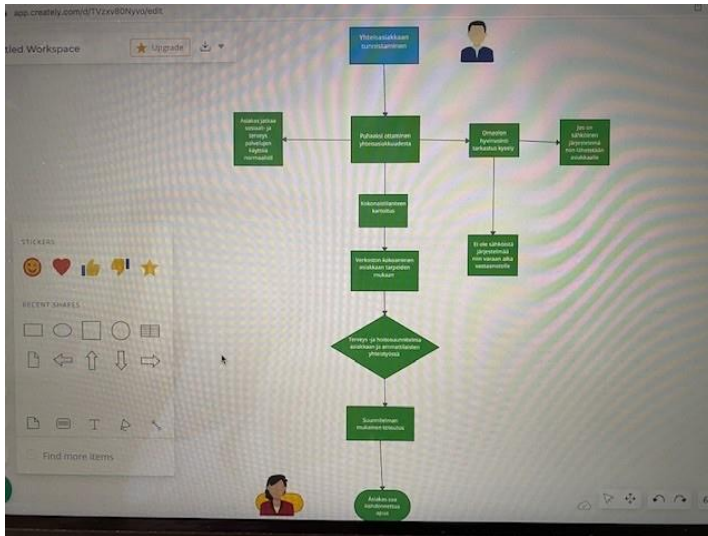 app.creately.com/d/TVzxv80Nyvo/edit
tled Workspace
Upgrade
Yhteisasiakkaan
tunnistaminen
Asiakas jatkaa
sosiaali- ja
terveys
palvelujen
käyttöä
normaalisti
Puheeksi ottaminen
yhteisasiakkuudesta
Omaolon
hyvinvointi
tarkastus kysely
Jos on
sähköinen
järjestelmä
niin lähetetään
asiakkaalle
Kokonaistilanteen
kartoitus
Verkoston kokoaminen
asiakkaan tarpeiden
mukaan
Ei ole sähköistä
järjestelmää
niin varaan aika
vastaanotolle
Terveys -ja hoitosuunnitelma
asiakkaan ja ammattilaisten
yhteistyössä
Suunnitelman
mukainen toteutus
Asiakas saa
kohdennettua
apua
STICKERS
RECENT SHAPES
T
Find more items